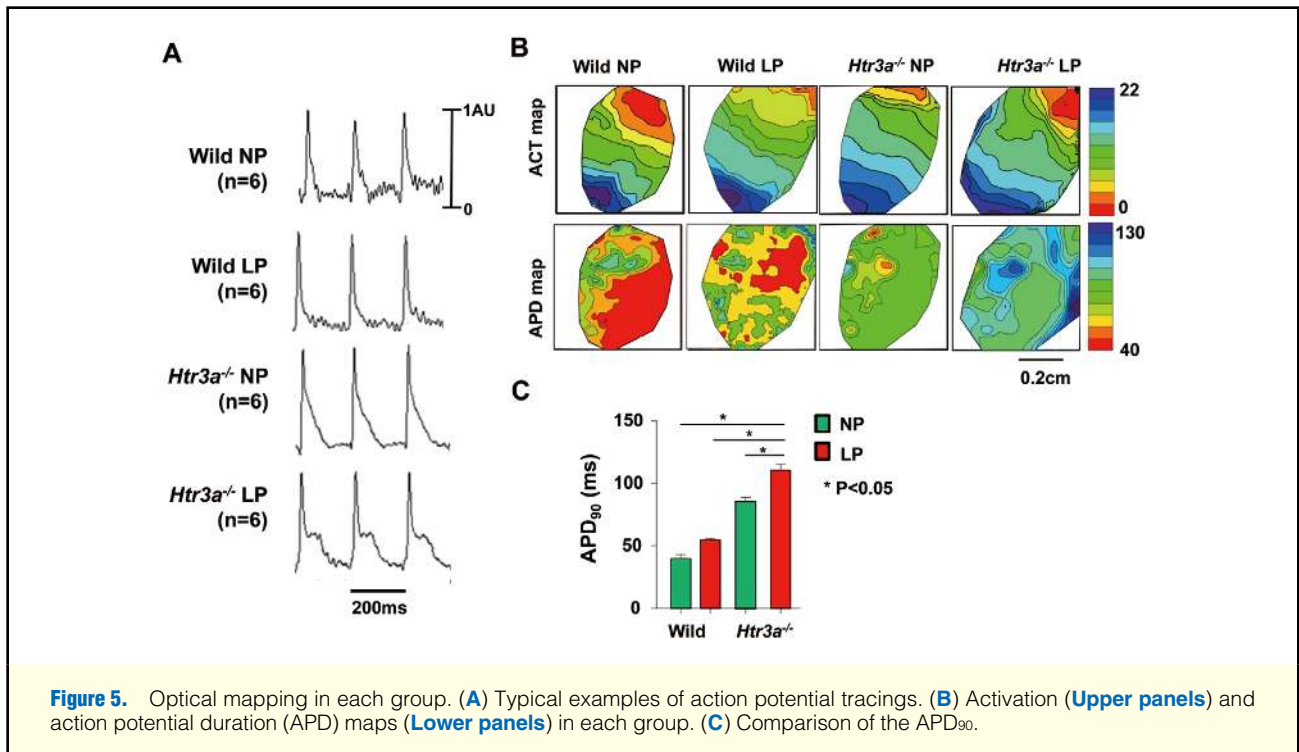 A
Wild NP
(n=6)
1AU
0
Wild LP
(n=6)
Htr3a-/- NP
(n=6)
Htr3a-/- LP
(n=6)
200ms
B
Wild NP Wild LP Htr3a-/- NP Htr3a-/- LP
ACT map
22
0
APD map
130
40
0.2cm
C
APD90 (ms)
150
100
50
0
*
*
*
NP
LP
* P<0.05
Wild Htr3a-/-
Figure 5. Optical mapping in each group. (A) Typical examples of action potential tracings. (B) Activation (Upper panels) and
action potential duration (APD) maps (Lower panels) in each group. (C) Comparison of the APD90.